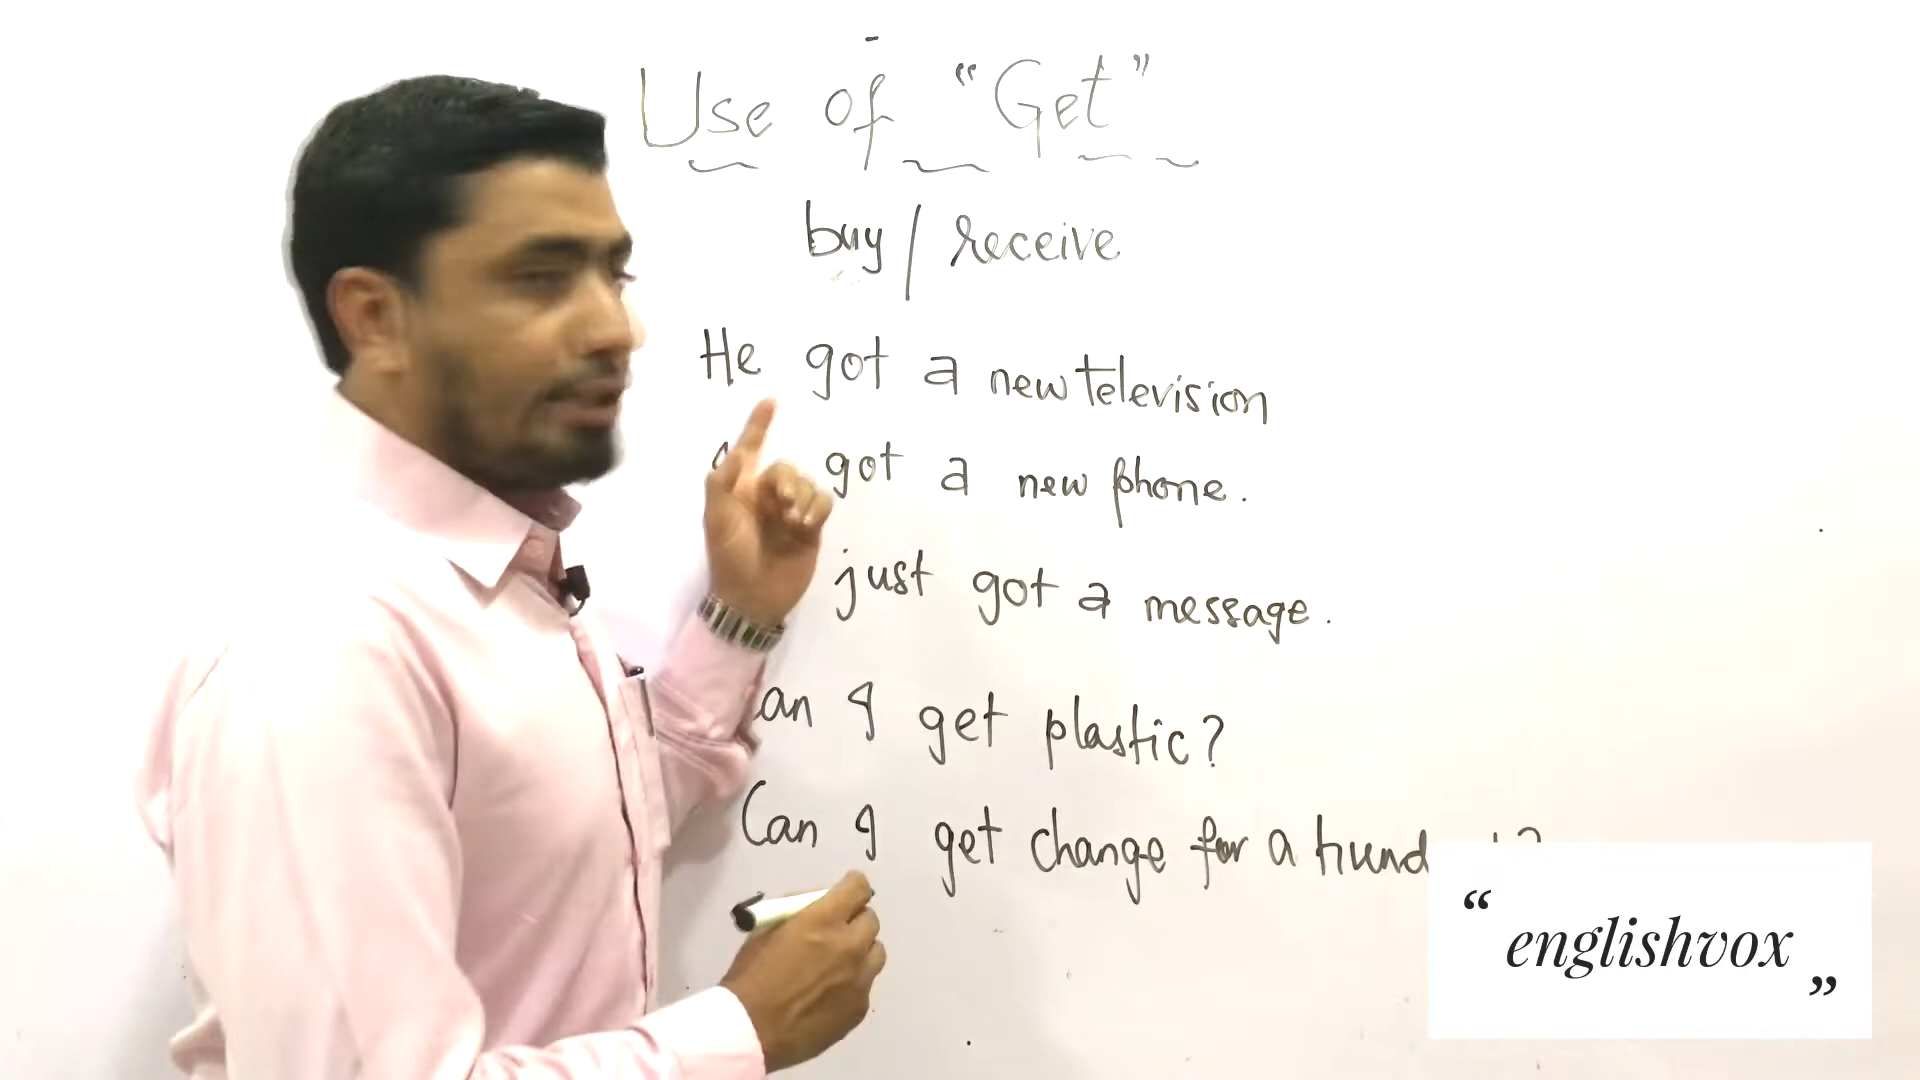 Use of "Get"
buy / receive
He got a new television
got a new phone.
just got a message.
an I get plastic?
Can I get change for a hund
“ englishvox ”